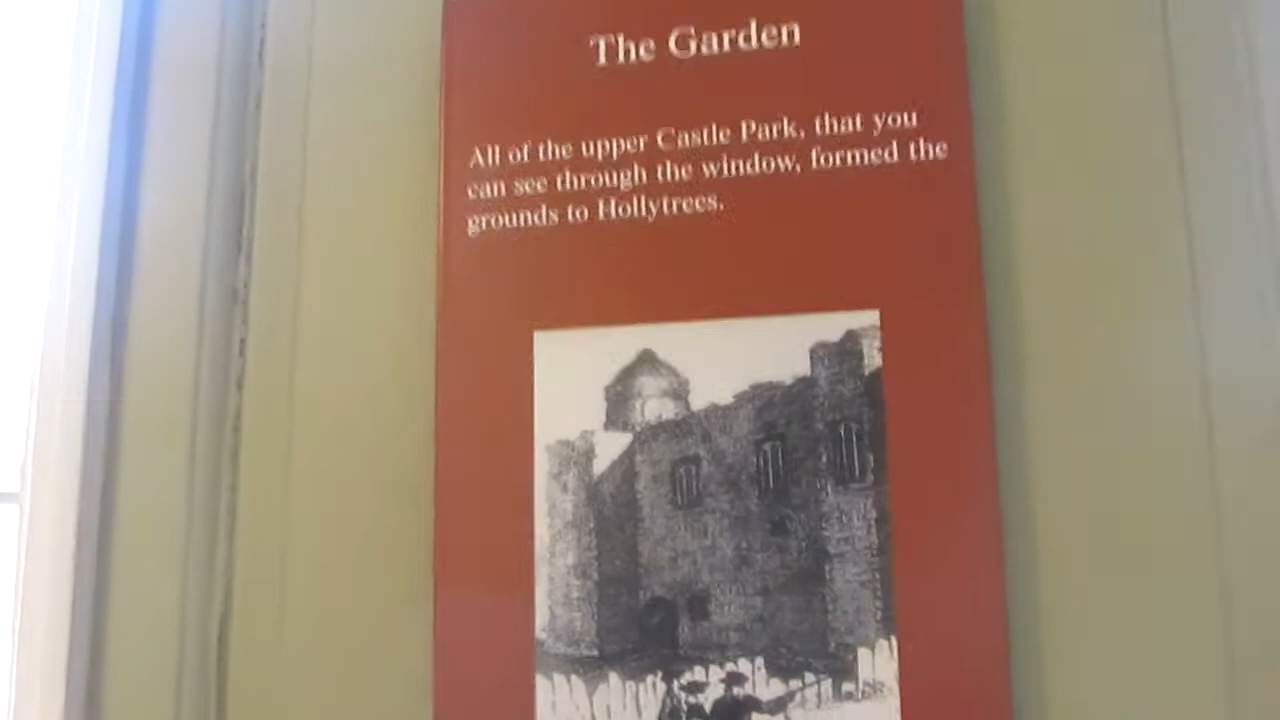 The Garden
All of the upper Castle Park, that you
can see through the window, formed the
grounds to Hollytrees.